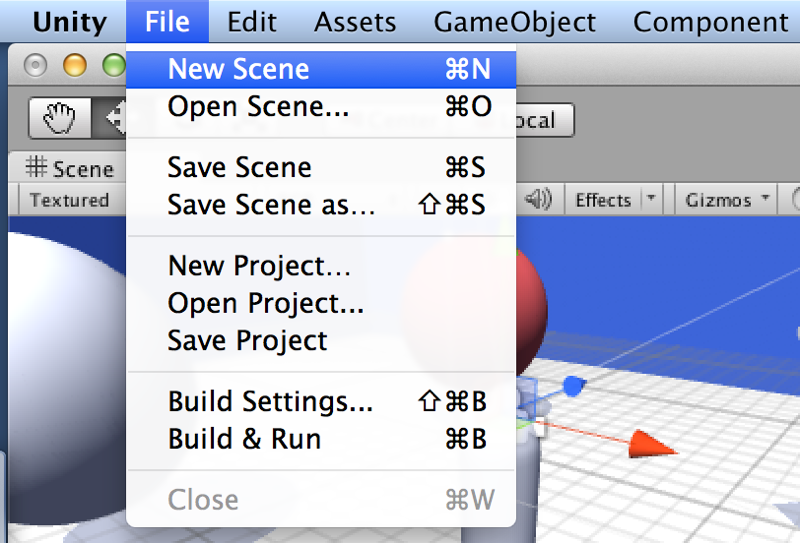 Unity File Edit Assets GameObject Component
New Scene ⌘N
Open Scene... ⌘O
Local
Save Scene ⌘S
Scene
Save Scene as... ⇧⌘S
Textured Effects Gizmos
New Project...
Open Project...
Save Project
Build Settings... ⇧⌘B
Build & Run ⌘B
Close ⌘W